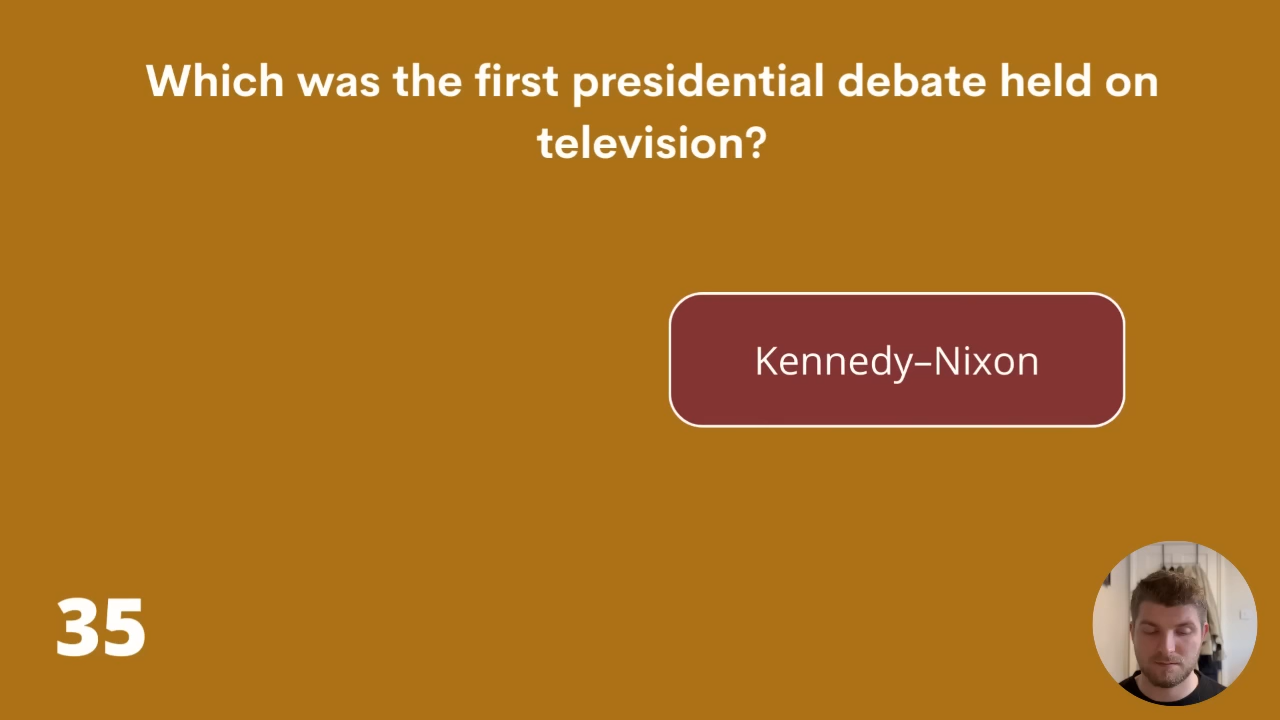 Which was the first presidential debate held on
television?
Kennedy–Nixon
35